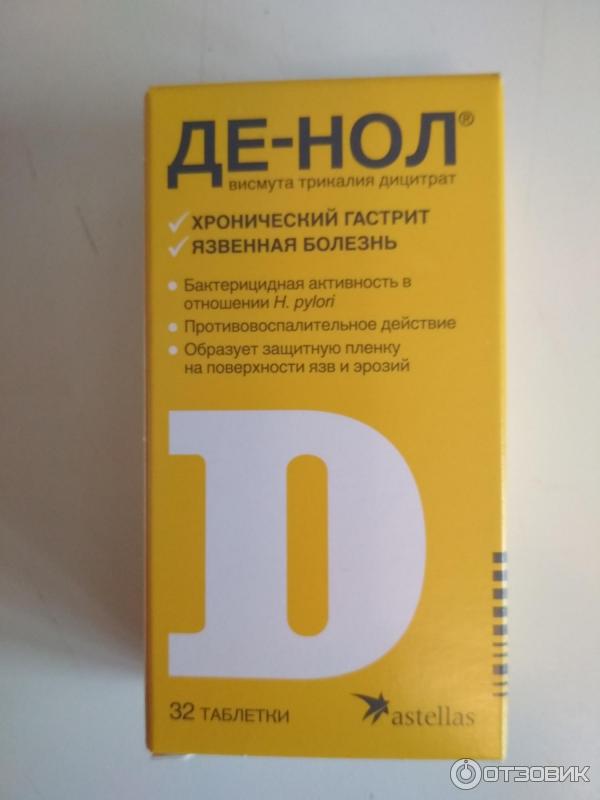 ДЕ-НОЛ®
висмута трикалия дицитрат
✓ ХРОНИЧЕСКИЙ ГАСТРИТ
✓ ЯЗВЕННАЯ БОЛЕЗНЬ
• Бактерицидная активность в
отношении H. pylori
• Противовоспалительное действие
• Образует защитную пленку
на поверхности язв и эрозий
D
32 ТАБЛЕТКИ
astellas
ОТЗОВИК